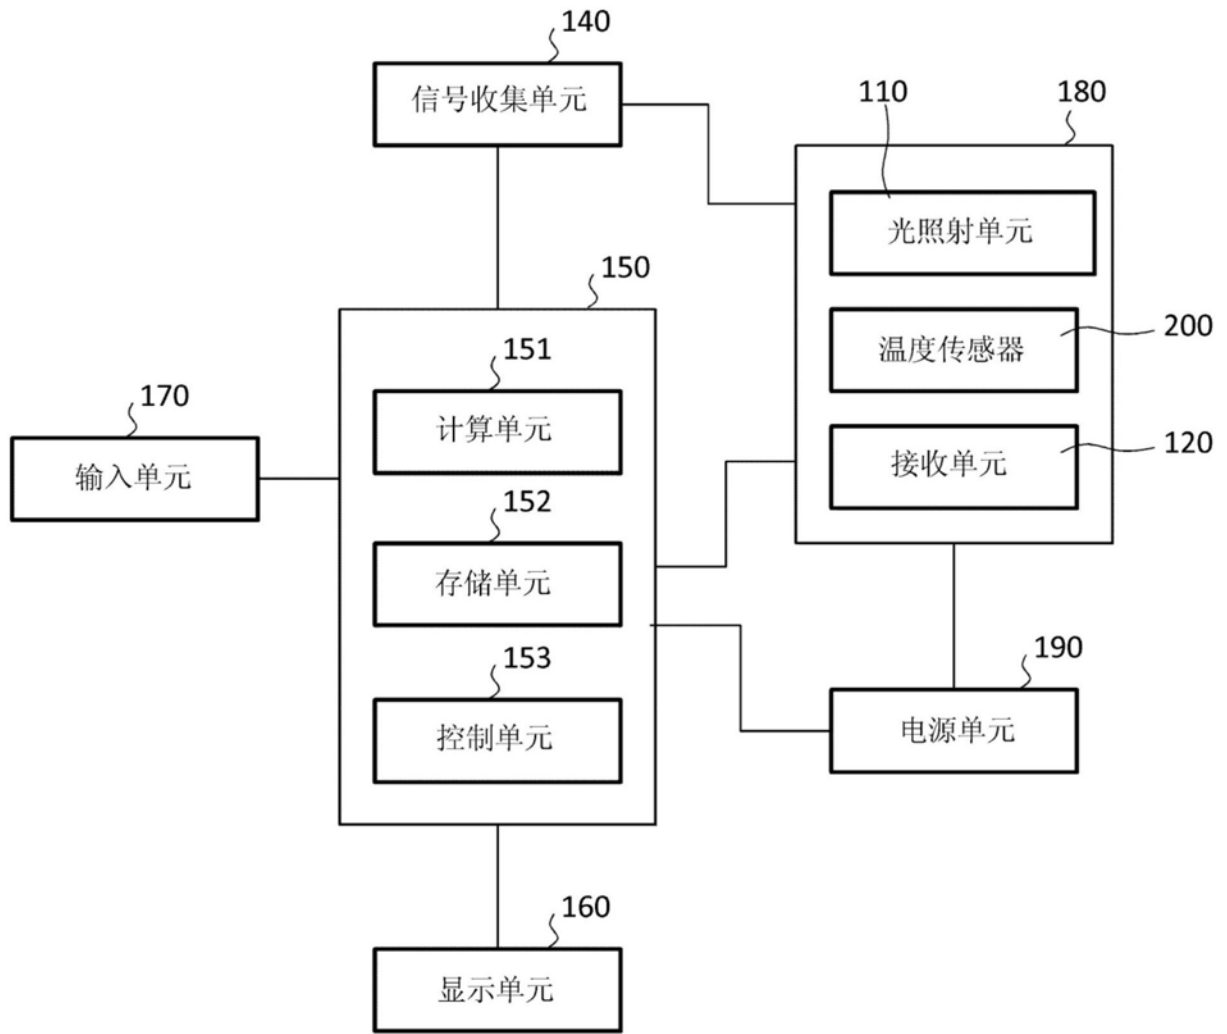 140
信号收集单元
110
180
光照射单元
150
200
温度传感器
151
170
计算单元
120
接收单元
输入单元
152
存储单元
153
190
控制单元
电源单元
160
显示单元